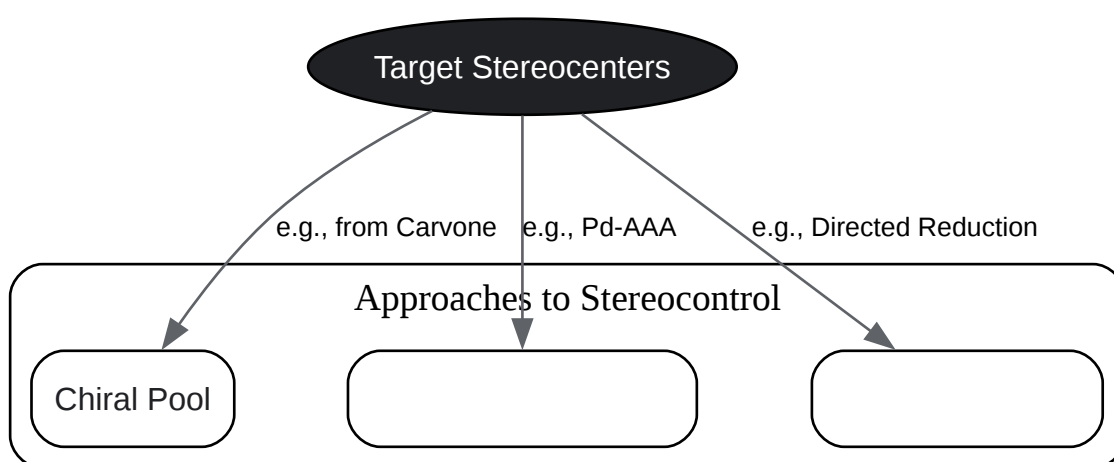 Target Stereocenters
e.g., from Carvone
e.g., Pd-AAA
e.g., Directed Reduction
Approaches to Stereocontrol
Chiral Pool